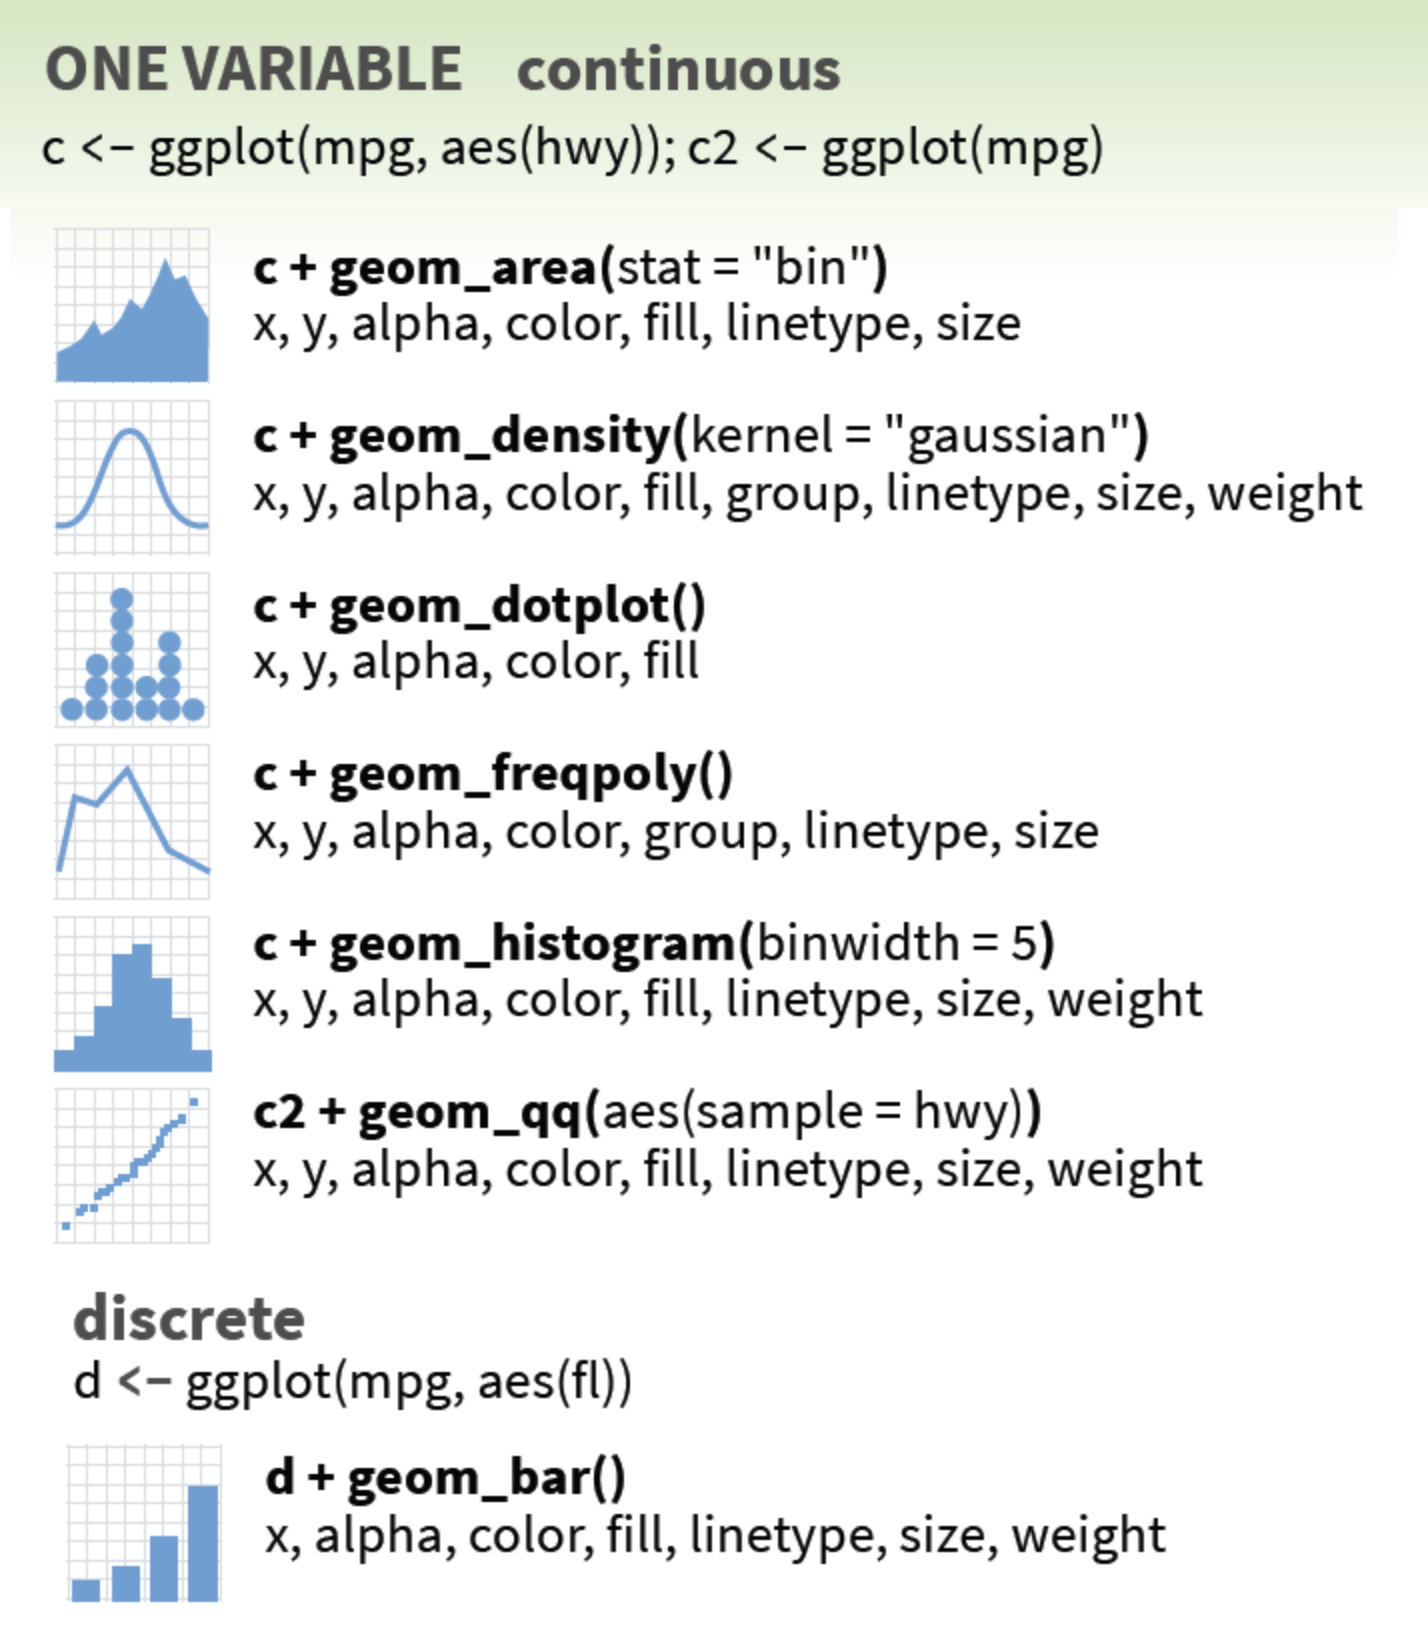 ONE VARIABLE continuous
c <− ggplot(mpg, aes(hwy)); c2 <− ggplot(mpg)
c + geom_area(stat = "bin")
x, y, alpha, color, fill, linetype, size
c + geom_density(kernel = "gaussian")
x, y, alpha, color, fill, group, linetype, size, weight
c + geom_dotplot()
x, y, alpha, color, fill
c + geom_freqpoly()
x, y, alpha, color, group, linetype, size
c + geom_histogram(binwidth = 5)
x, y, alpha, color, fill, linetype, size, weight
c2 + geom_qq(aes(sample = hwy))
x, y, alpha, color, fill, linetype, size, weight
discrete
d <− ggplot(mpg, aes(fl))
d + geom_bar()
x, alpha, color, fill, linetype, size, weight